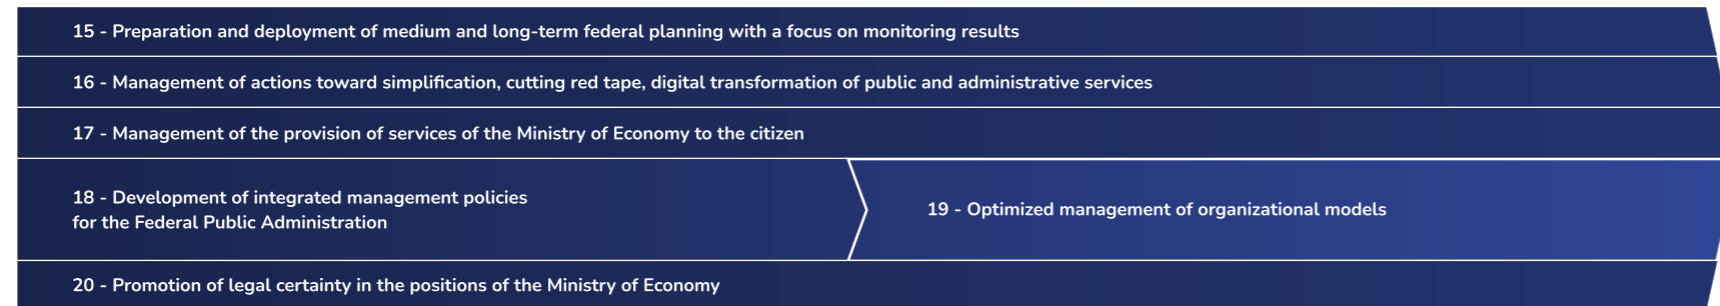 15 - Preparation and deployment of medium and long-term federal planning with a focus on monitoring results
16 - Management of actions toward simplification, cutting red tape, digital transformation of public and administrative services
17 - Management of the provision of services of the Ministry of Economy to the citizen
18 - Development of integrated management policies
for the Federal Public Administration
19 - Optimized management of organizational models
20 - Promotion of legal certainty in the positions of the Ministry of Economy